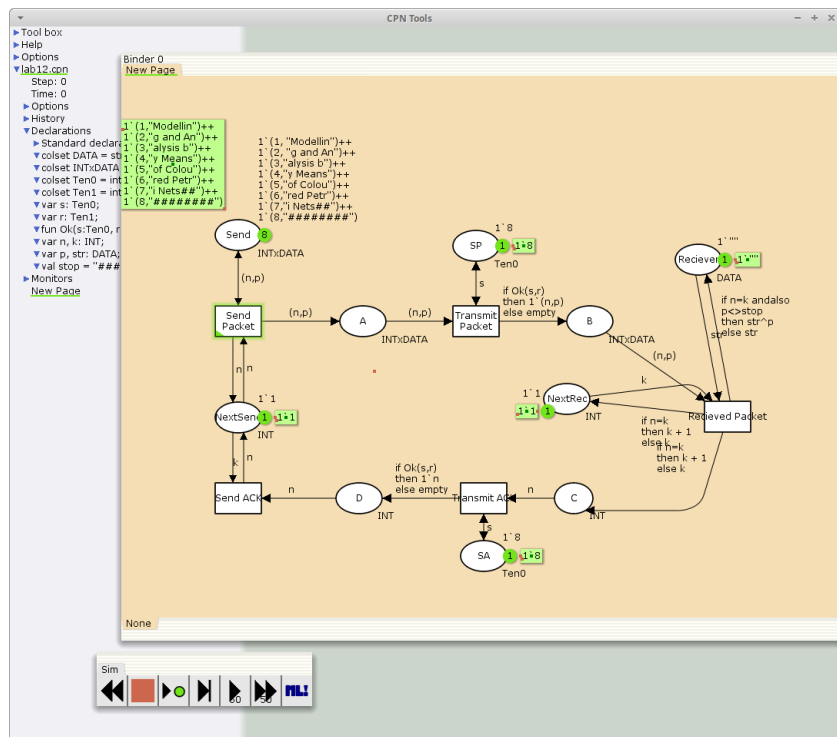 CPN Tools
Tool box
Help
Options
lab12.cpn
Step: 0
Time: 0
Options
History
Declarations
Standard declara
colset DATA = str
colset INTxDATA
colset Ten0 = int
colset Ten1 = int
var s: Ten0;
var r: Ten1;
fun Ok(s:Ten0, r
var n, k: INT;
var p, str: DATA;
val stop = "###
Monitors
New Page
Binder 0
New Page
1`(1,"Modellin")++
1`(2,"g and An")++
1`(3,"alysis b")++
1`(4,"y Means")++
1`(5,"of Colou")++
1`(6,"red Petr")++
1`(7,"i Nets##")++
1`(8,"########")
1`(1, "Modellin")++
1`(2, "g and An")++
1`(3,"alysis b")++
1`(4,"y Means")++
1`(5,"of Colou")++
1`(6,"red Petr")++
1`(7,"i Nets##")++
1`(8,"########")
Send
8
INTxDATA
(n,p)
Send
Packet
(n,p)
A
INTxDATA
(n,p)
1`8
SP
1
1`8
Ten0
s
Transmit
Packet
if Ok(s,r)
then 1`(n,p)
else empty
B
INTxDATA
(n,p)
1`""
Reciever
1
1`""
DATA
if n=k andalso
p<>stop
then str^p
else str
str
n
n
1`1
NextSend
1
1`1
INT
k
n
1`1
NextRec
1`1
1
INT
k
Recieved Packet
if n=k
then k + 1
else k
if n=k
then k + 1
else k
Send ACK
n
D
INT
if Ok(s,r)
then 1`n
else empty
Transmit AC
n
C
INT
s
1`8
SA
1
1`8
Ten0
None
Sim
50
50
ML!